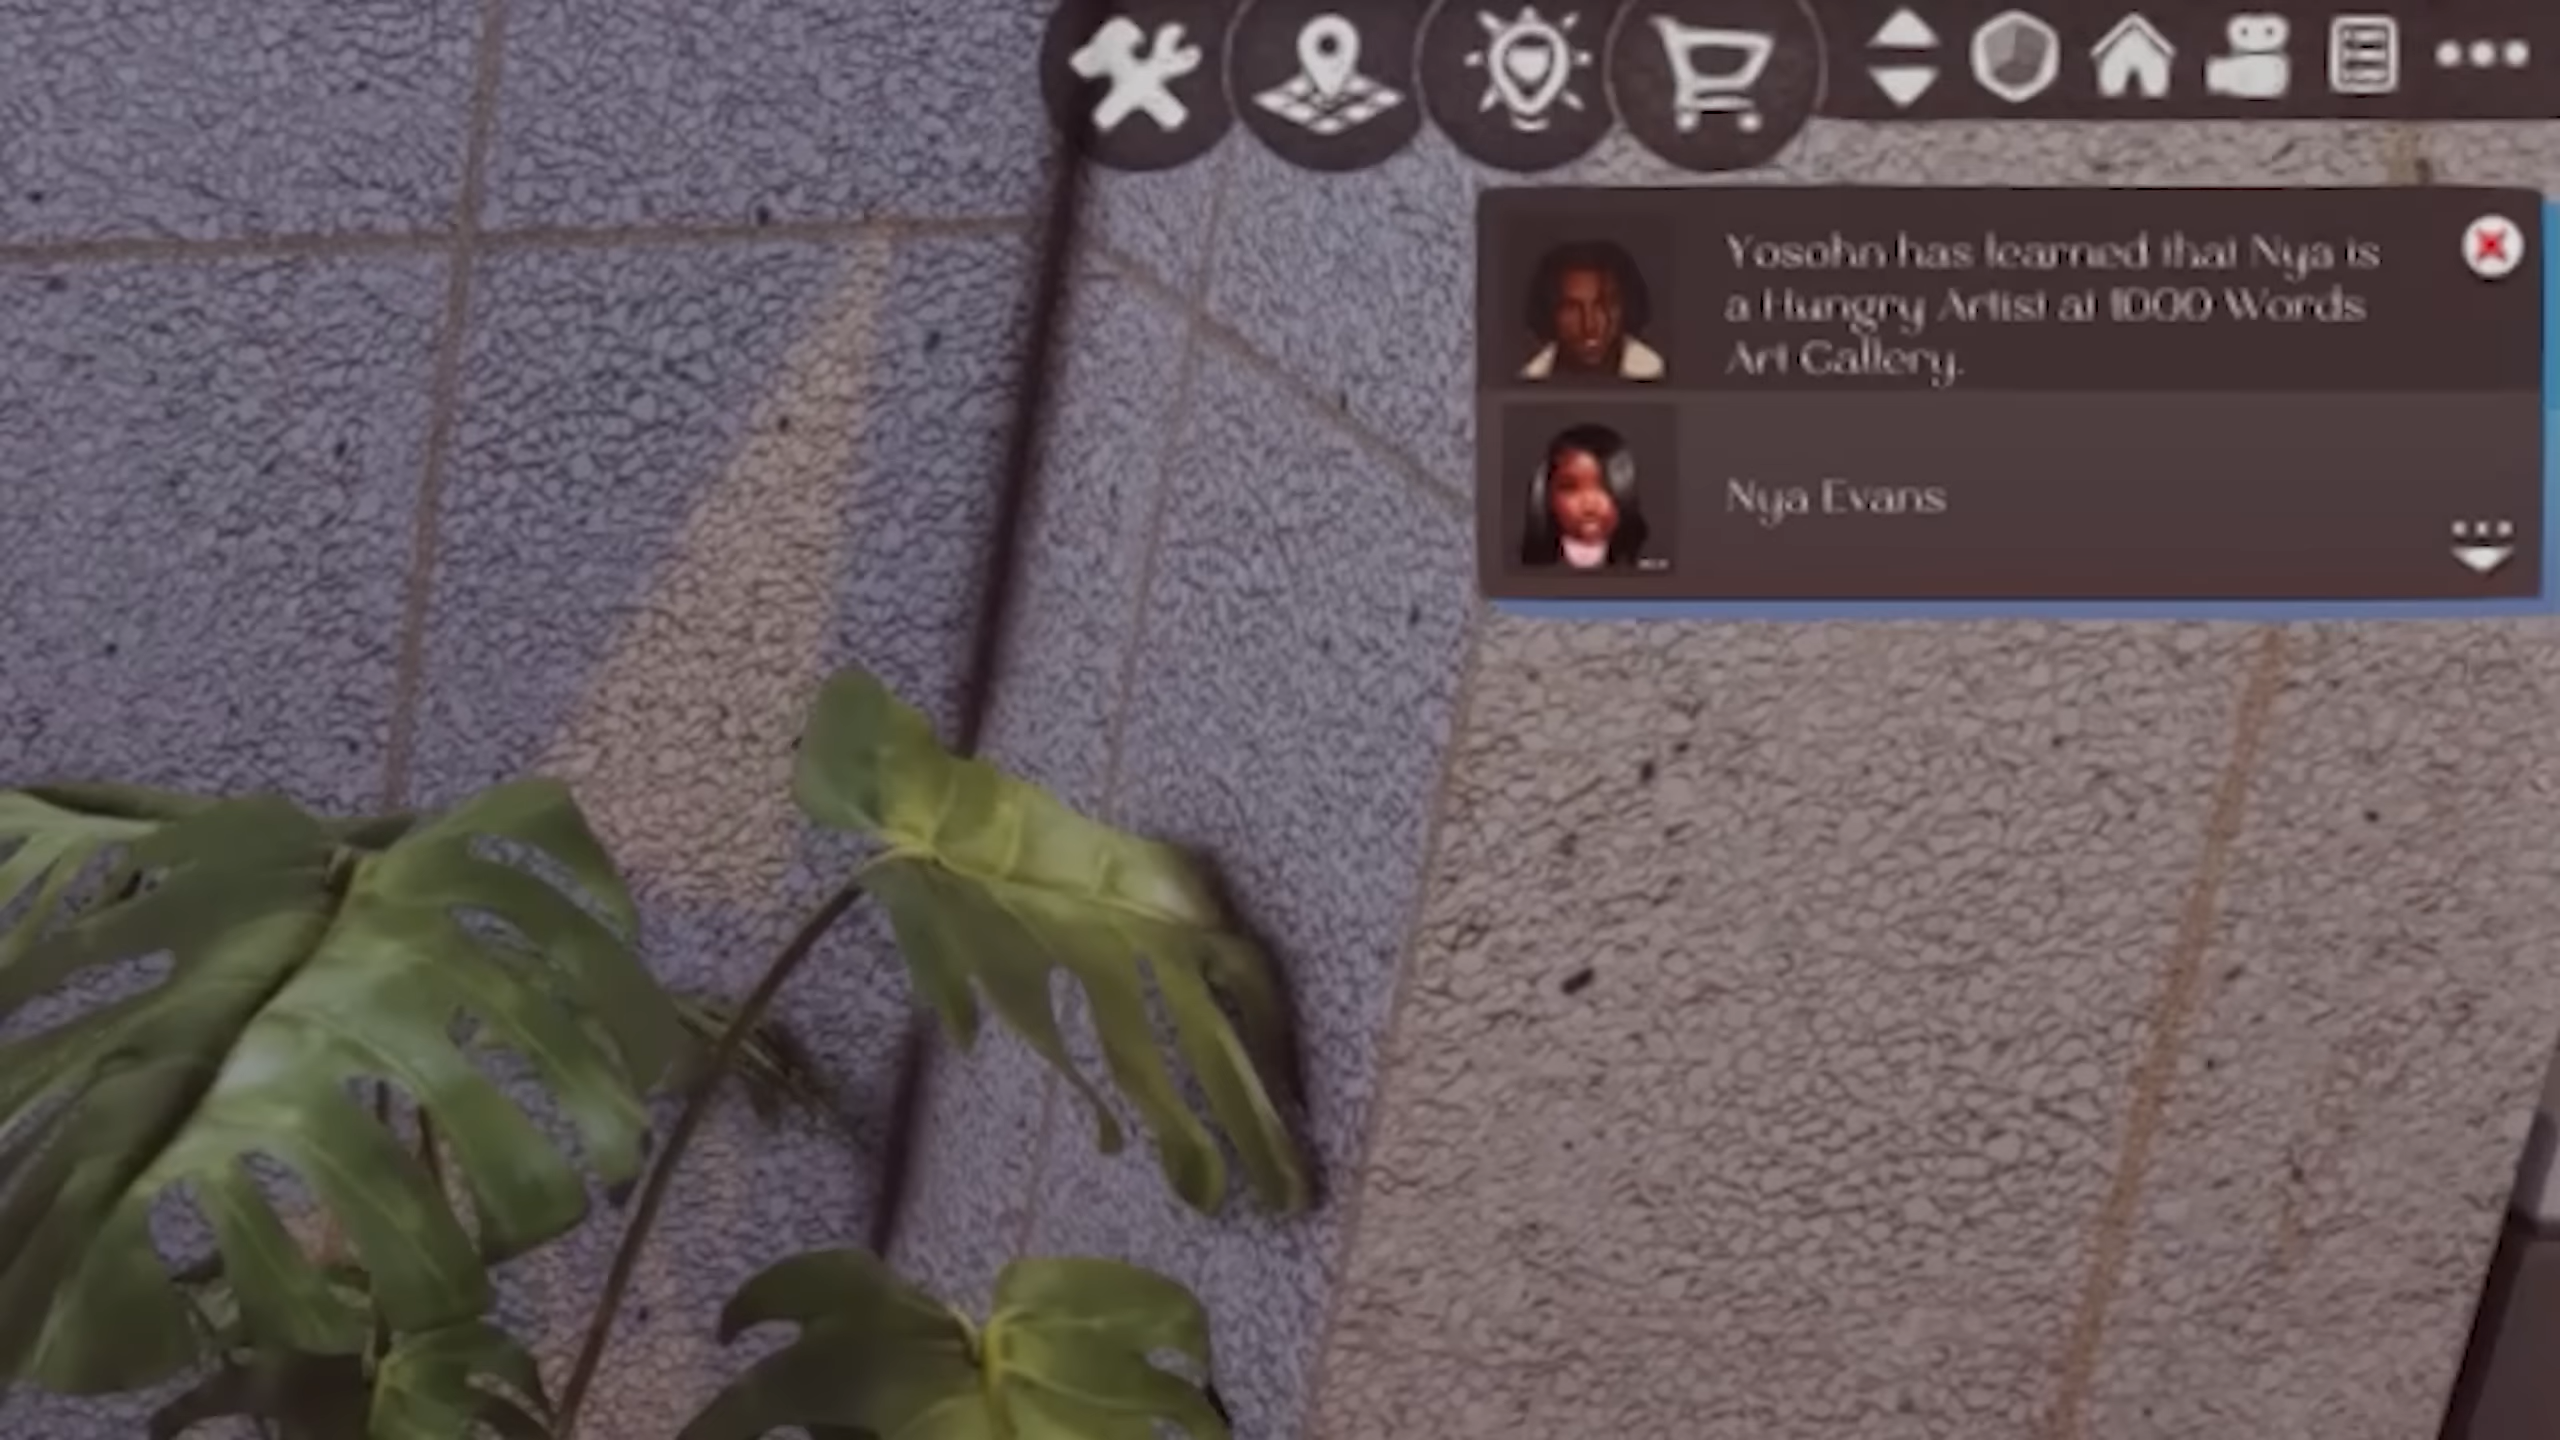 Yosohn has learned that Nya is
a Hungry Artist at 1000 Words
Art Gallery.
Nya Evans